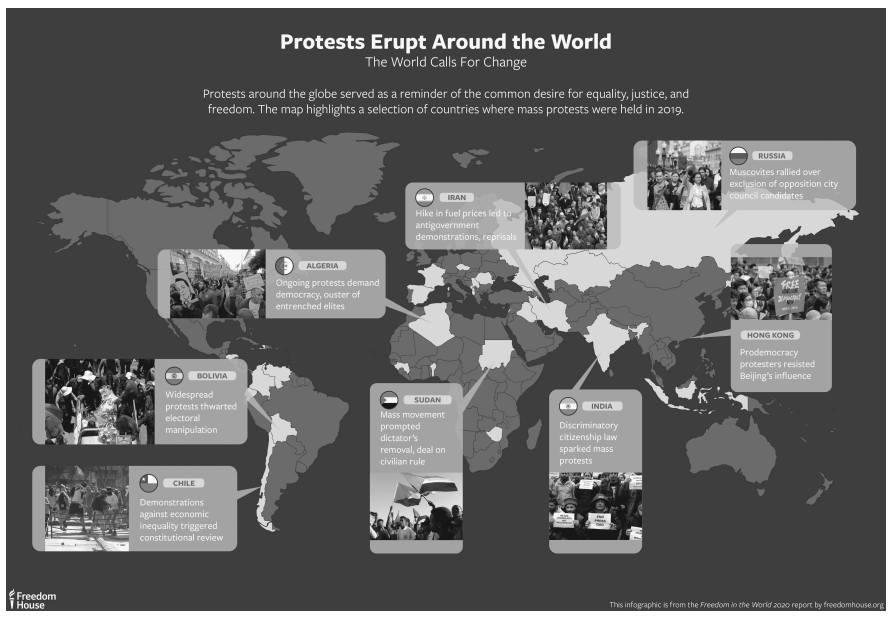 Protests Erupt Around the World
The World Calls For Change
Protests around the globe served as a reminder of the common desire for equality, justice, and
freedom. The map highlights a selection of countries where mass protests were held in 2019.
RUSSIA
Muscovites rallied over
exclusion of opposition city
council candidates
IRAN
Hike in fuel prices led to
antigovernment
demonstrations, reprisals
ALGERIA
Ongoing protests demand
democracy, ouster of
entrenched elites
FREE
HONG KONG
Prodemocracy
protesters resisted
Beijing's influence
BOLIVIA
Widespread
protests thwarted
electoral
manipulation
SUDAN
Mass movement
prompted
dictator's
removal, deal on
civilian rule
INDIA
Discriminatory
citizenship law
sparked mass
protests
CHILE
Demonstrations
against economic
inequality triggered
constitutional review
Freedom
House
This infographic is from the Freedom in the World 2020 report by freedomhouse.org